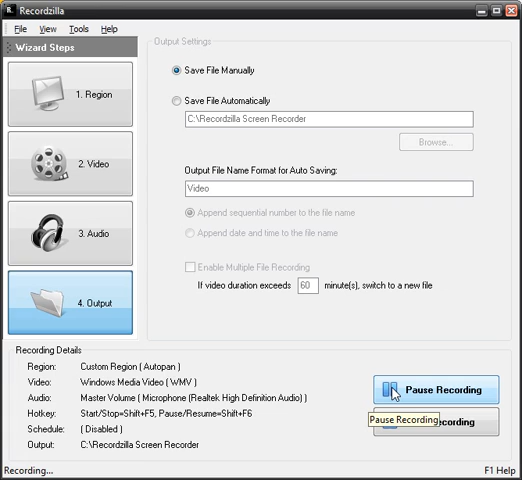 Recordzilla
File View Tools Help
Wizard Steps
1. Region
2. Video
3. Audio
4. Output
Output Settings
Save File Manually
Save File Automatically
C:\Recordzilla Screen Recorder
Browse...
Output File Name Format for Auto Saving:
Video
Append sequential number to the file name
Append date and time to the file name
Enable Multiple File Recording
If video duration exceeds 60 minute(s), switch to a new file
Recording Details
Region: Custom Region ( Autopan )
Video: Windows Media Video ( WMV )
Audio: Master Volume ( Microphone (Realtek High Definition Audio) )
Hotkey: Start/Stop=Shift+F5, Pause/Resume=Shift+F6
Schedule: ( Disabled )
Output: C:\Recordzilla Screen Recorder
Pause Recording
Pause Recording
Recording
Recording... F1 Help